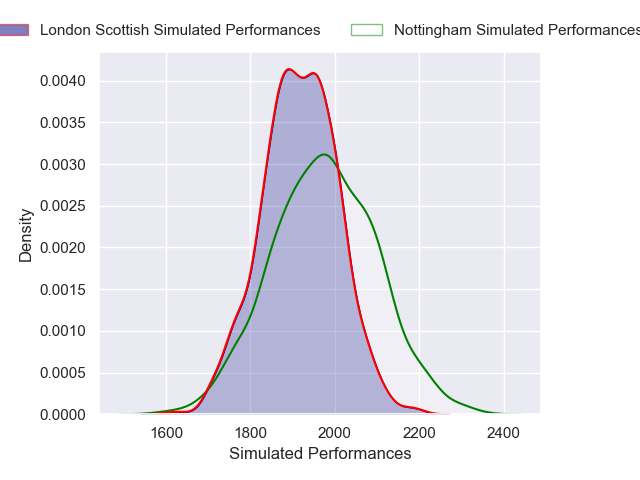 London Scottish Simulated Performances
Nottingham Simulated Performances
0.0040
0.0035
0.0030
0.0025
0.0020
0.0015
0.0010
0.0005
0.0000
Density
1600 1800 2000 2200 2400
Simulated Performances